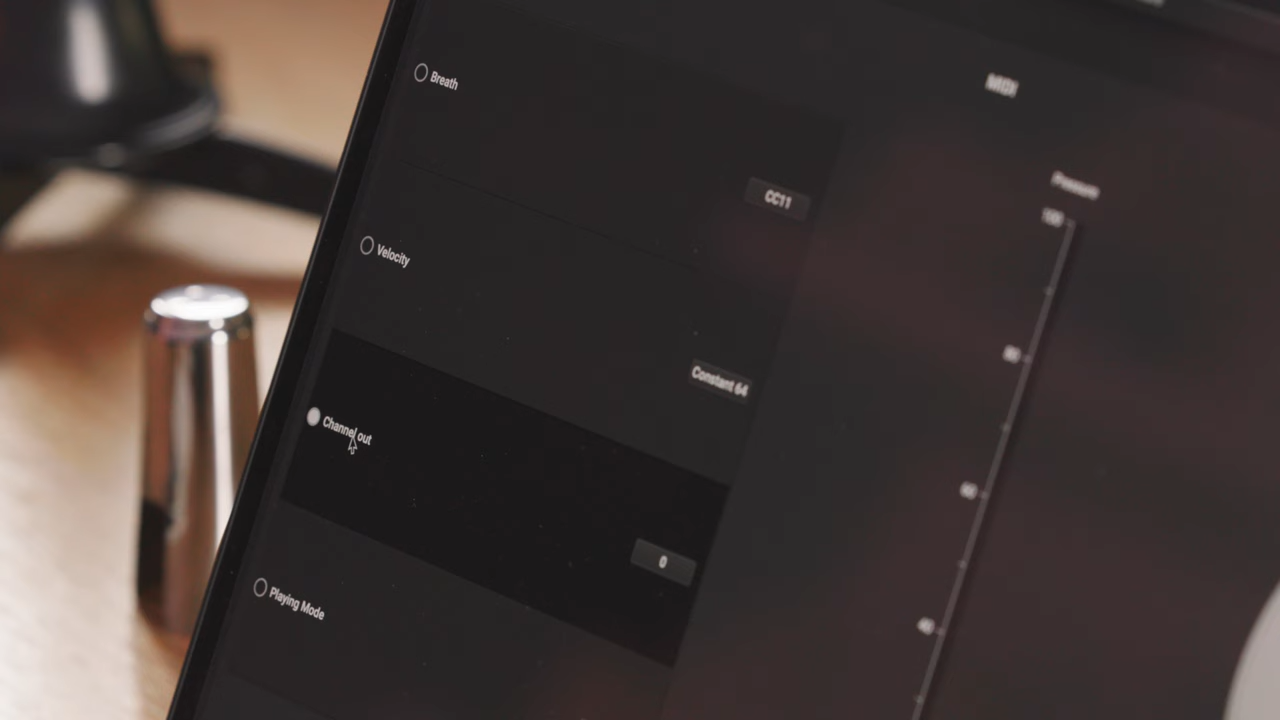 Breath
CC11
Velocity
Constant 64
Channel out
0
Playing Mode
MIDI
Pressure
100
80
60
40